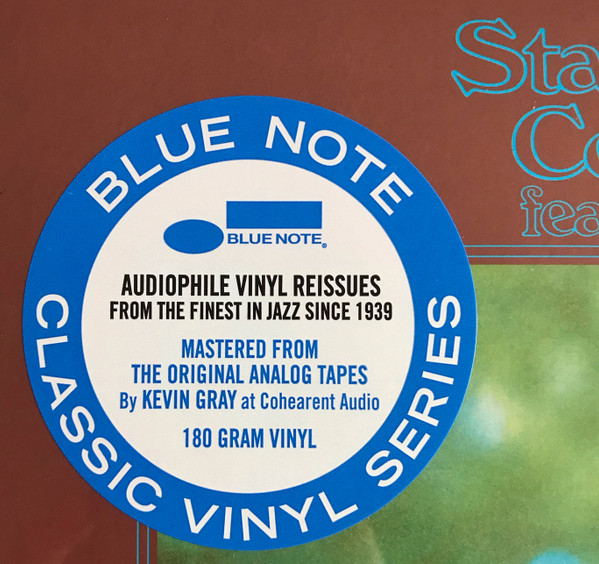 BLUE NOTE
BLUE NOTE®
AUDIOPHILE VINYL REISSUES
FROM THE FINEST IN JAZZ SINCE 1939
MASTERED FROM
THE ORIGINAL ANALOG TAPES
By KEVIN GRAY at Cohearent Audio
180 GRAM VINYL
CLASSIC VINYL SERIES